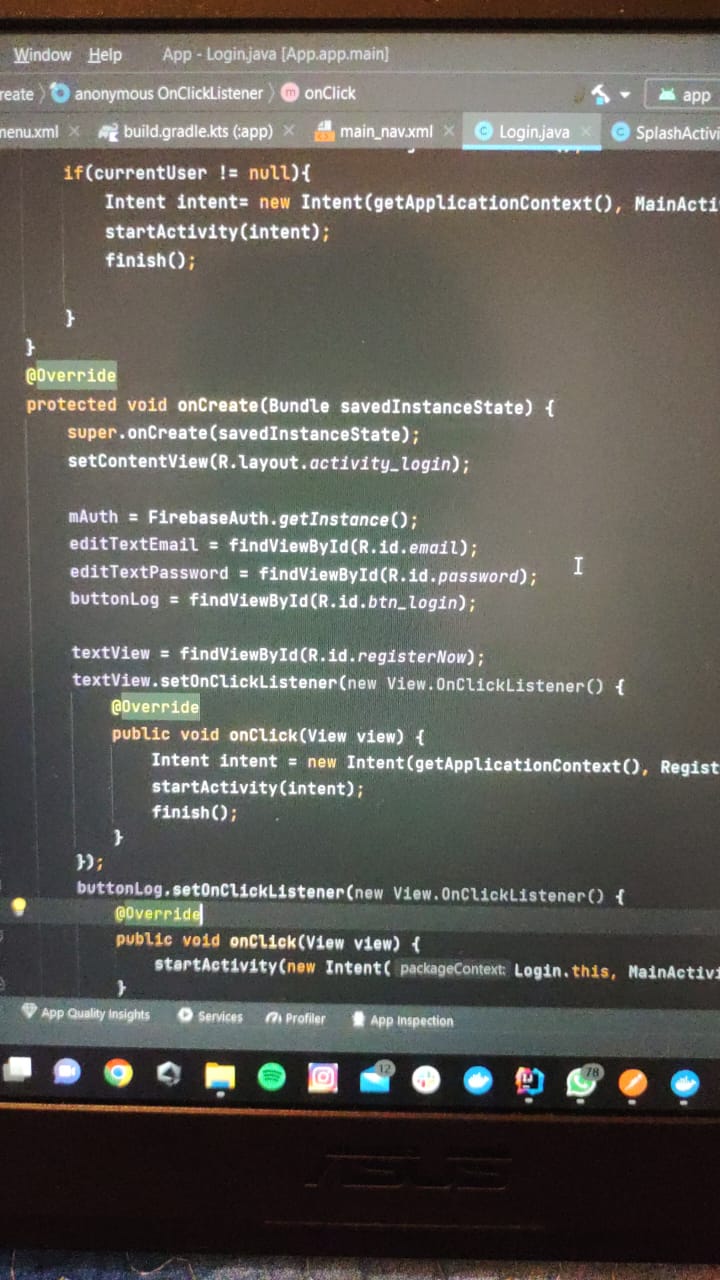 Window Help App - Login.java [App.app.main]
reate anonymous OnClickListener onClick app
nenu.xml build.gradle.kts (:app) main_nav.xml Login.java SplashActivi
if(currentUser != null){
Intent intent= new Intent(getApplicationContext(), MainActi
startActivity(intent);
finish();
}
}
@Override
protected void onCreate(Bundle savedInstanceState) {
super.onCreate(savedInstanceState);
setContentView(R.layout.activity_login);
mAuth = FirebaseAuth.getInstance();
editTextEmail = findViewById(R.id.email);
editTextPassword = findViewById(R.id.password);
buttonLog = findViewById(R.id.btn_login);
textView = findViewById(R.id.registerNow);
textView.setOnClickListener(new View.OnClickListener() {
@Override
public void onClick(View view) {
Intent intent = new Intent(getApplicationContext(), Regist
startActivity(intent);
finish();
}
});
buttonLog.setOnClickListener(new View.OnClickListener() {
@Override
public void onClick(View view) {
startActivity(new Intent( packageContext: Login.this, MainActivi
}
App Quality Insights Services Profiler App Inspection
12 78
ASUS